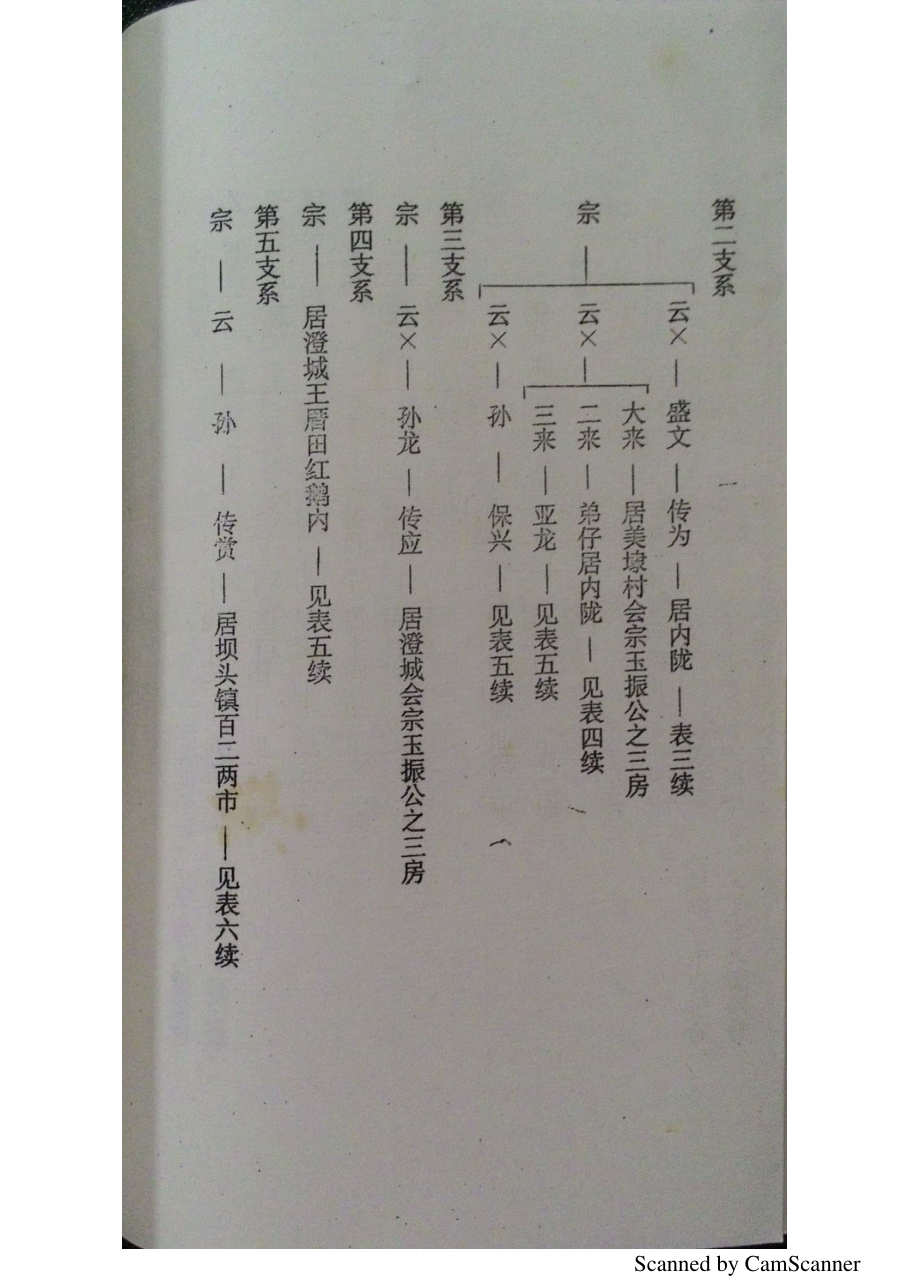 第二支系
宗
云×—盛文—传为—居内陇—表三续
云×
大来—居美埭村会宗玉振公之三房
二来—弟仔居内陇—见表四续
三来—亚龙—见表五续
云×—孙—保兴—见表五续
第三支系
宗—云×—孙龙—传应—居澄城会宗玉振公之三房
第四支系
宗—居澄城王厝田红鹅内—见表五续
第五支系
宗—云—孙—传赏—居坝头镇百二两市—见表六续
Scanned by CamScanner